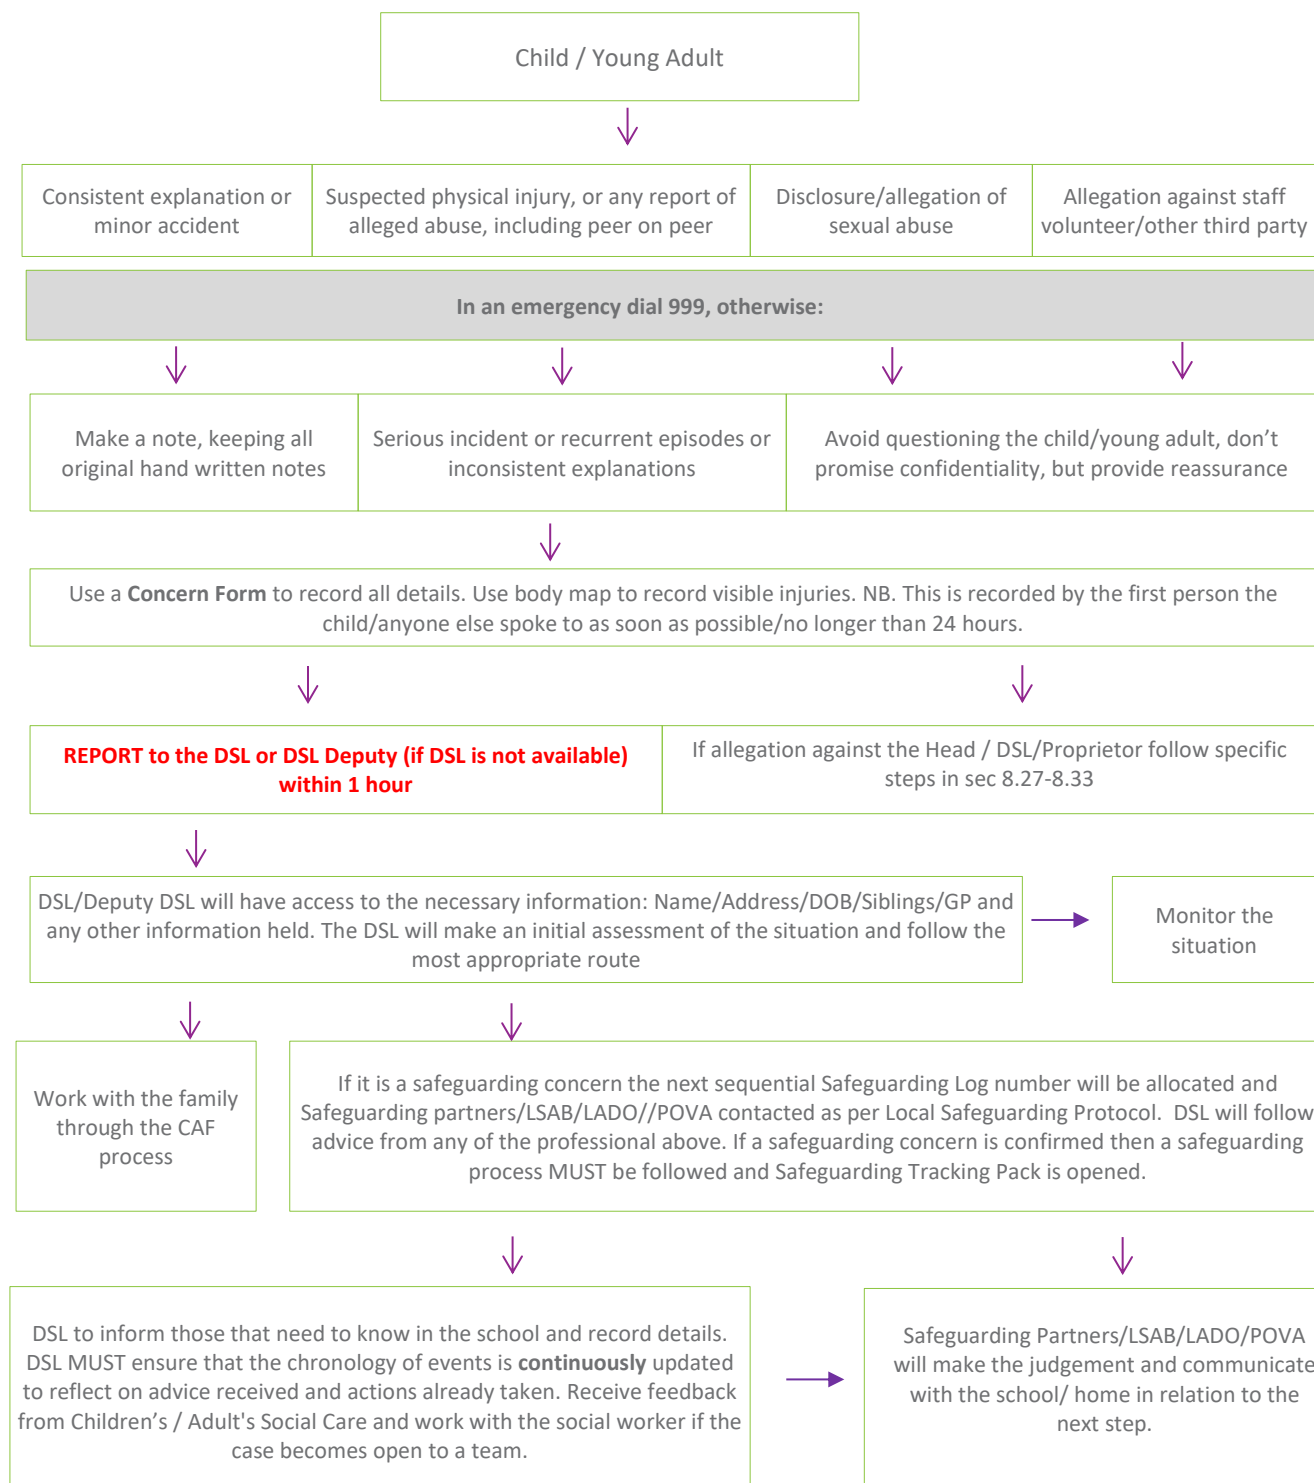 Child / Young Adult
Consistent explanation or
minor accident
Suspected physical injury, or any report of
alleged abuse, including peer on peer
Disclosure/allegation of
sexual abuse
Allegation against staff
volunteer/other third party
In an emergency dial 999, otherwise:
Make a note, keeping all
original hand written notes
Serious incident or recurrent episodes or
inconsistent explanations
Avoid questioning the child/young adult, don’t
promise confidentiality, but provide reassurance
Use a Concern Form to record all details. Use body map to record visible injuries. NB. This is recorded by the first person the
child/anyone else spoke to as soon as possible/no longer than 24 hours.
REPORT to the DSL or DSL Deputy (if DSL is not available)
within 1 hour
If allegation against the Head / DSL/Proprietor follow specific
steps in sec 8.27-8.33
DSL/Deputy DSL will have access to the necessary information: Name/Address/DOB/Siblings/GP and
any other information held. The DSL will make an initial assessment of the situation and follow the
most appropriate route
Monitor the
situation
Work with the family
through the CAF
process
If it is a safeguarding concern the next sequential Safeguarding Log number will be allocated and
Safeguarding partners/LSAB/LADO//POVA contacted as per Local Safeguarding Protocol.  DSL will follow
advice from any of the professional above. If a safeguarding concern is confirmed then a safeguarding
process MUST be followed and Safeguarding Tracking Pack is opened.
DSL to inform those that need to know in the school and record details.
DSL MUST ensure that the chronology of events is continuously updated
to reflect on advice received and actions already taken. Receive feedback
from Children’s / Adult's Social Care and work with the social worker if the
case becomes open to a team.
Safeguarding Partners/LSAB/LADO/POVA
will make the judgement and communicate
with the school/ home in relation to the
next step.